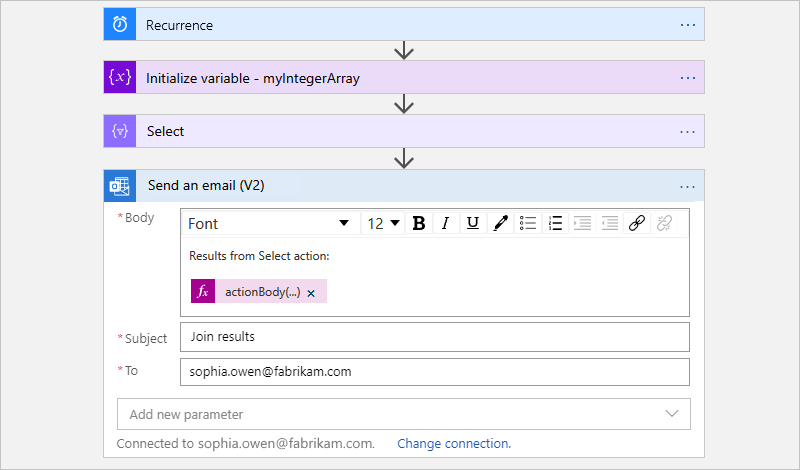 Recurrence ...
{x} Initialize variable - myIntegerArray ...
Select ...
Send an email (V2) ...
* Body
Font 12 B I U
Results from Select action:
fx actionBody(...) ×
* Subject Join results
* To sophia.owen@fabrikam.com
Add new parameter
Connected to sophia.owen@fabrikam.com. Change connection.